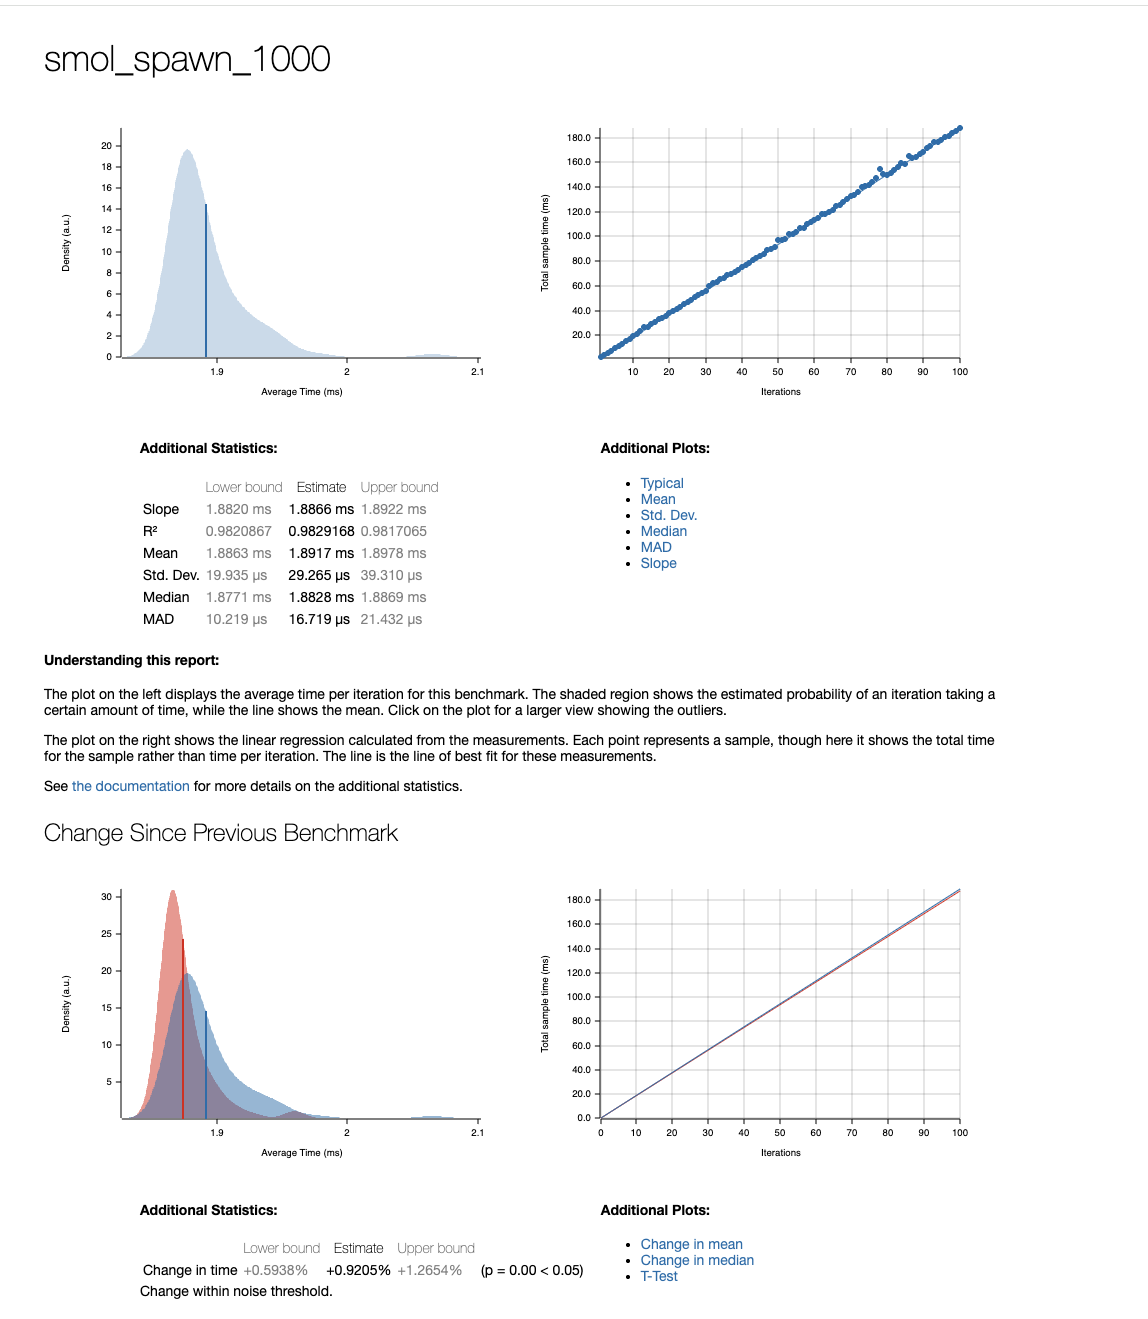 smol_spawn_1000
20
18
16
14
12
10
8
6
4
2
0
Density (a.u.)
1.9 2 2.1
Average Time (ms)
180.0
160.0
140.0
120.0
100.0
80.0
60.0
40.0
20.0
Total sample time (ms)
10 20 30 40 50 60 70 80 90 100
Iterations
Additional Statistics:
Lower bound Estimate Upper bound
Slope 1.8820 ms 1.8866 ms 1.8922 ms
R² 0.9820867 0.9829168 0.9817065
Mean 1.8863 ms 1.8917 ms 1.8978 ms
Std. Dev. 19.935 µs 29.265 µs 39.310 µs
Median 1.8771 ms 1.8828 ms 1.8869 ms
MAD 10.219 µs 16.719 µs 21.432 µs
Additional Plots:
• Typical
• Mean
• Std. Dev.
• Median
• MAD
• Slope
Understanding this report:
The plot on the left displays the average time per iteration for this benchmark. The shaded region shows the estimated probability of an iteration taking a
certain amount of time, while the line shows the mean. Click on the plot for a larger view showing the outliers.
The plot on the right shows the linear regression calculated from the measurements. Each point represents a sample, though here it shows the total time
for the sample rather than time per iteration. The line is the line of best fit for these measurements.
See the documentation for more details on the additional statistics.
Change Since Previous Benchmark
30
25
20
15
10
5
Density (a.u.)
1.9 2 2.1
Average Time (ms)
180.0
160.0
140.0
120.0
100.0
80.0
60.0
40.0
20.0
0.0
Total sample time (ms)
0 10 20 30 40 50 60 70 80 90 100
Iterations
Additional Statistics:
Lower bound Estimate Upper bound
Change in time +0.5938% +0.9205% +1.2654% (p = 0.00 < 0.05)
Change within noise threshold.
Additional Plots:
• Change in mean
• Change in median
• T-Test